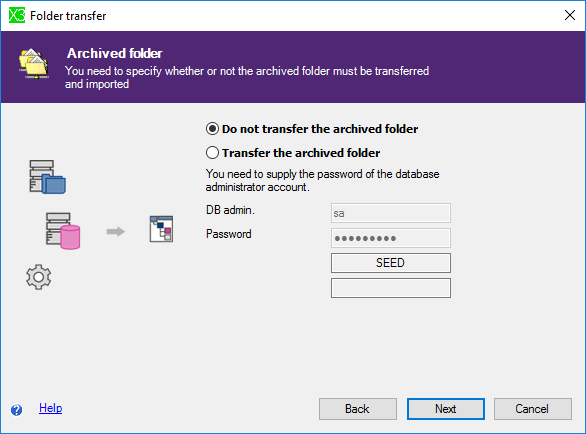 X3 Folder transfer
Archived folder
You need to specify whether or not the archived folder must be transferred
and imported
Do not transfer the archived folder
Transfer the archived folder
You need to supply the password of the database
administrator account.
DB admin.
sa
Password
●●●●●●●●●
SEED
? Help
Back
Next
Cancel